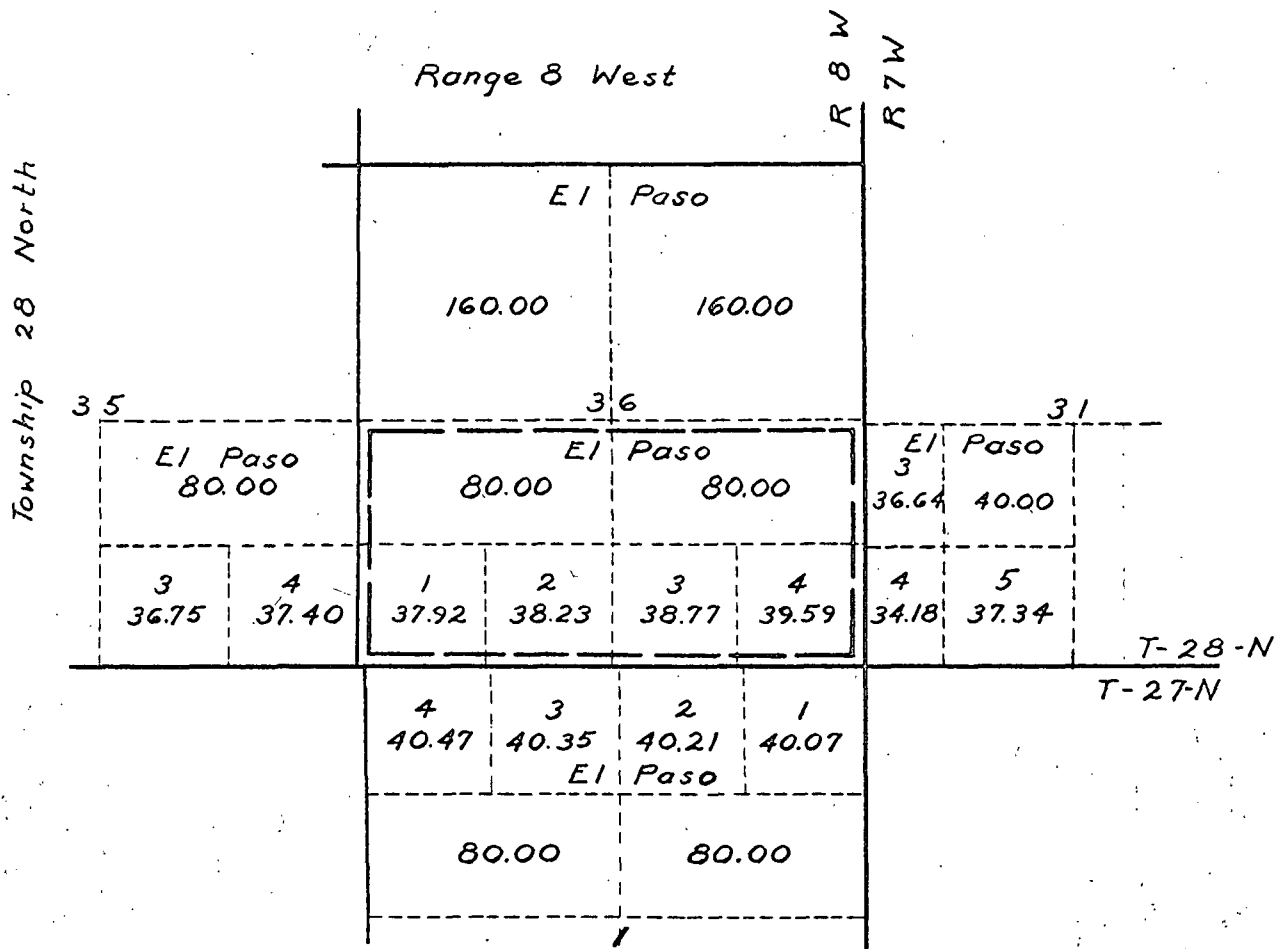 Range 8 West
R 8 W
R 7 W
Township 28 North
El Paso
160.00 160.00
35 36 31
El Paso
80.00
El Paso
80.00 80.00
El Paso
3
36.64 40.00
3 4
36.75 37.40
1 2 3 4
37.92 38.23 38.77 39.59
4 5
34.18 37.34
T-28-N
T-27-N
4 3 2 1
40.47 40.35 40.21 40.07
El Paso
80.00 80.00
1